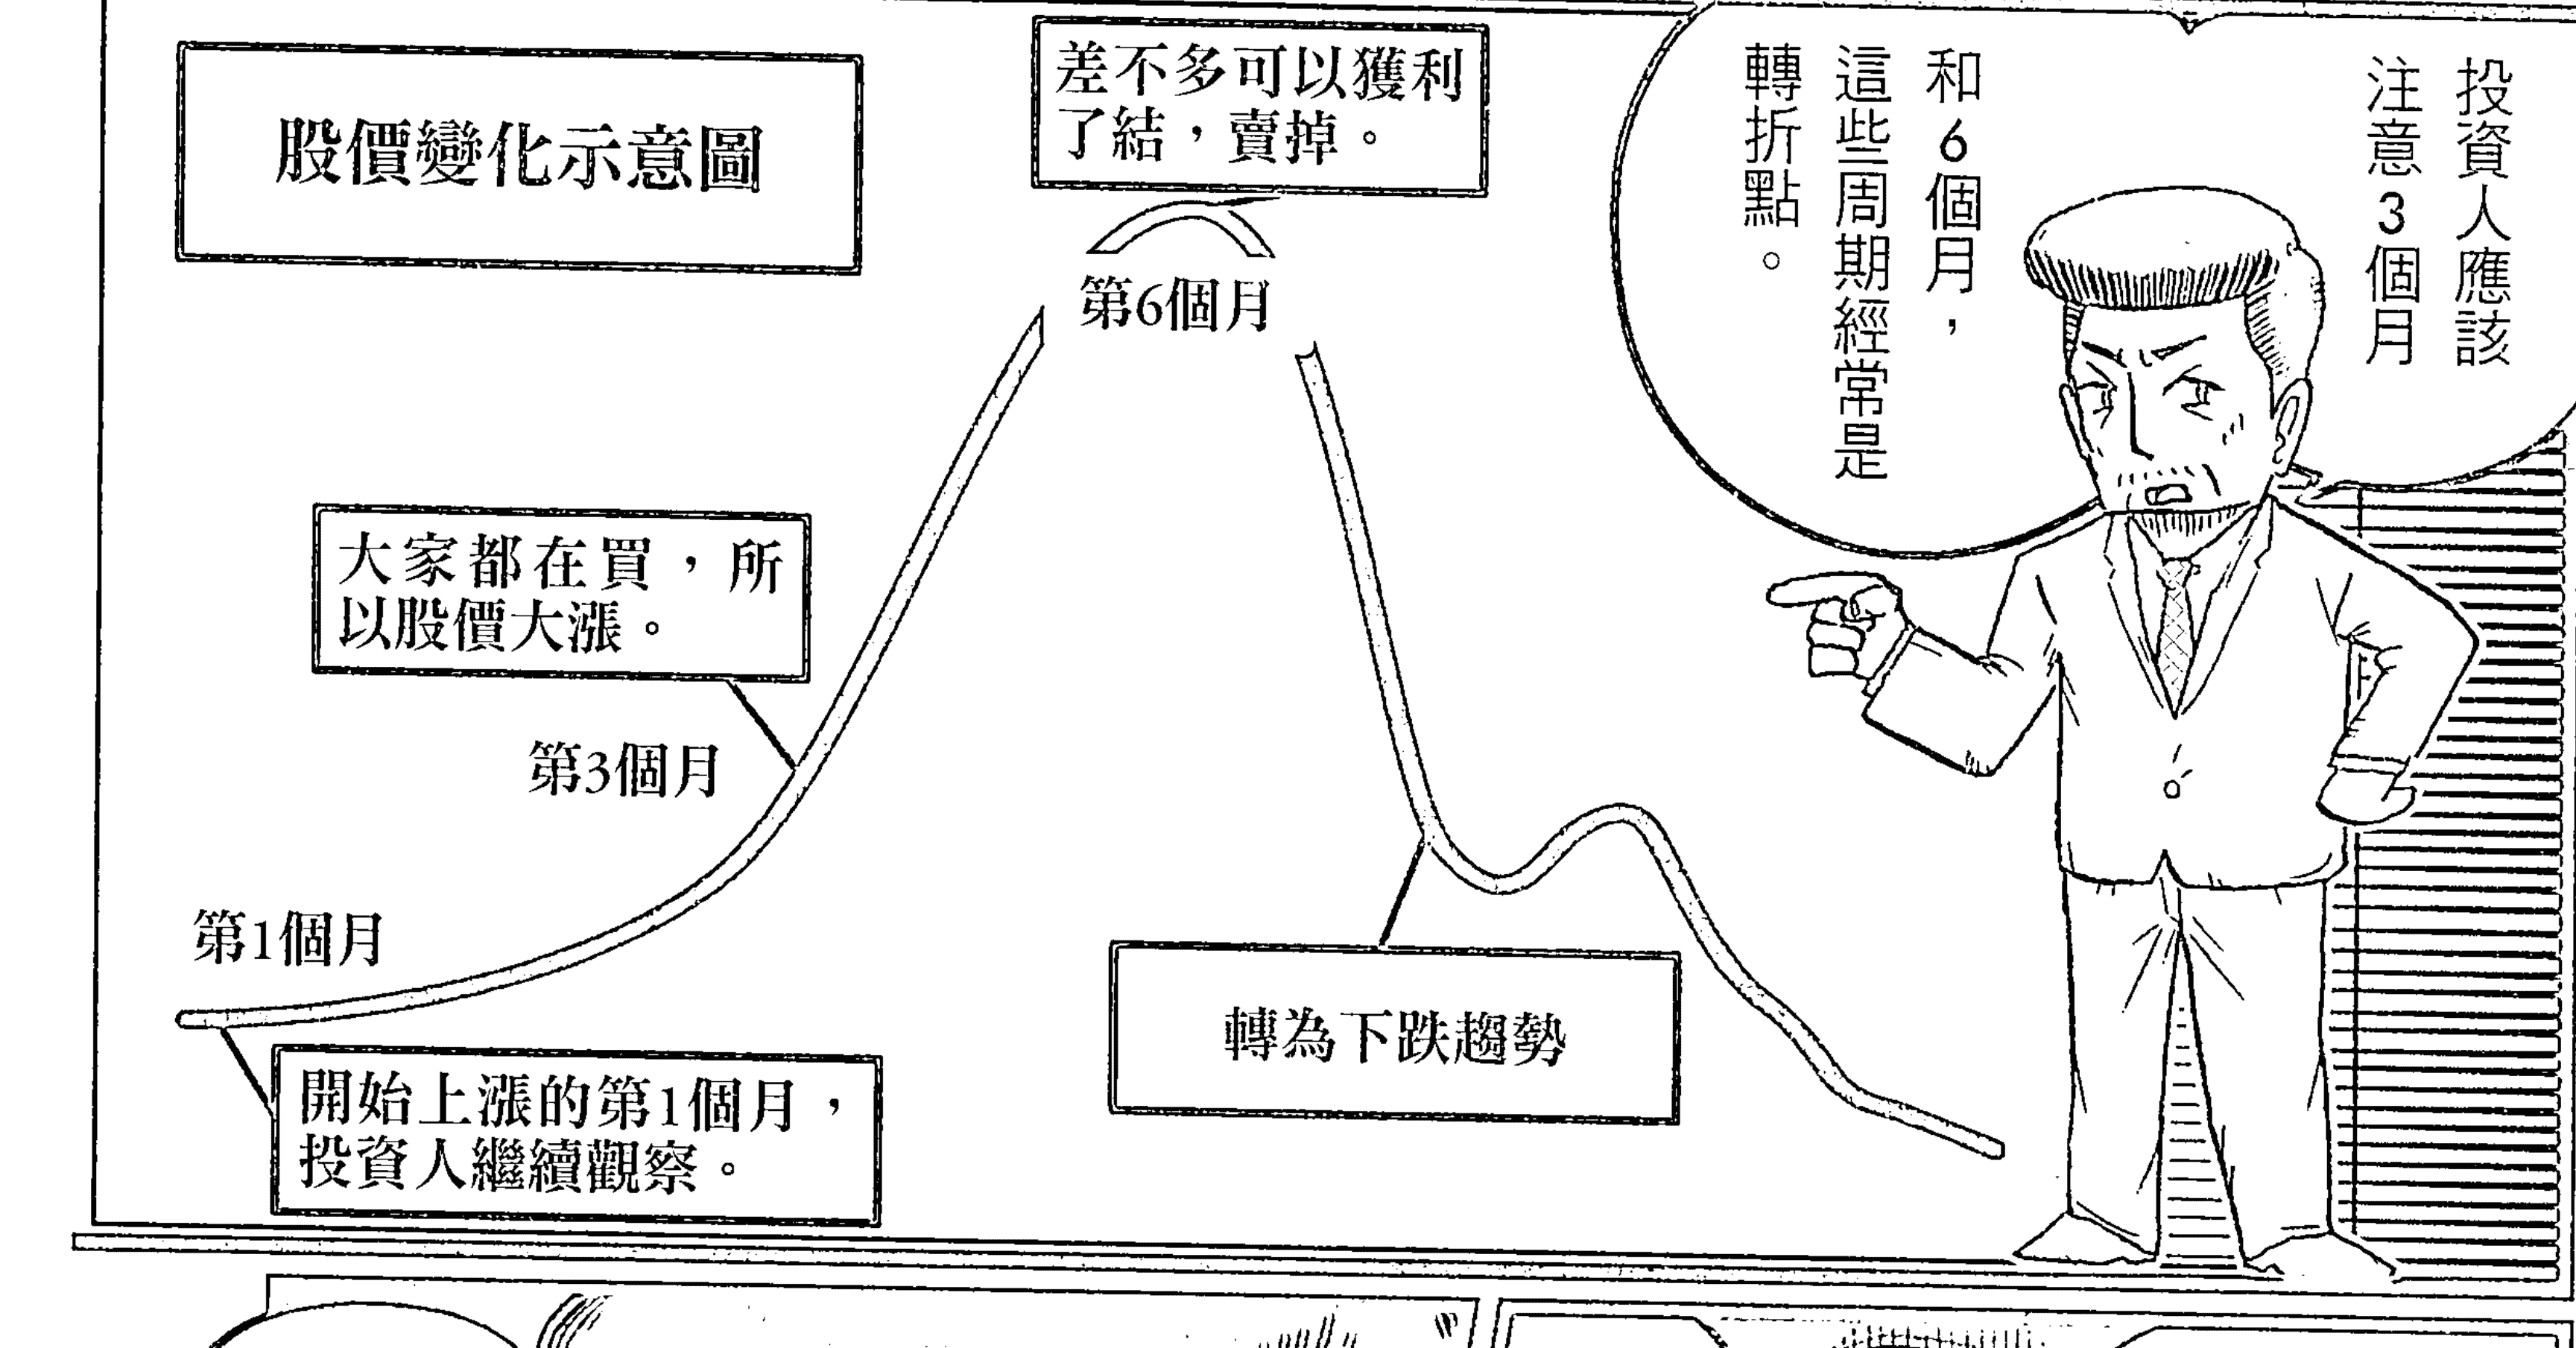 投資人應該
注意3個月
和6個月，
這些周期經常是
轉折點。
股價變化示意圖
差不多可以獲利
了結，賣掉。
第6個月
大家都在買，所
以股價大漲。
第3個月
第1個月
開始上漲的第1個月，
投資人繼續觀察。
轉為下跌趨勢